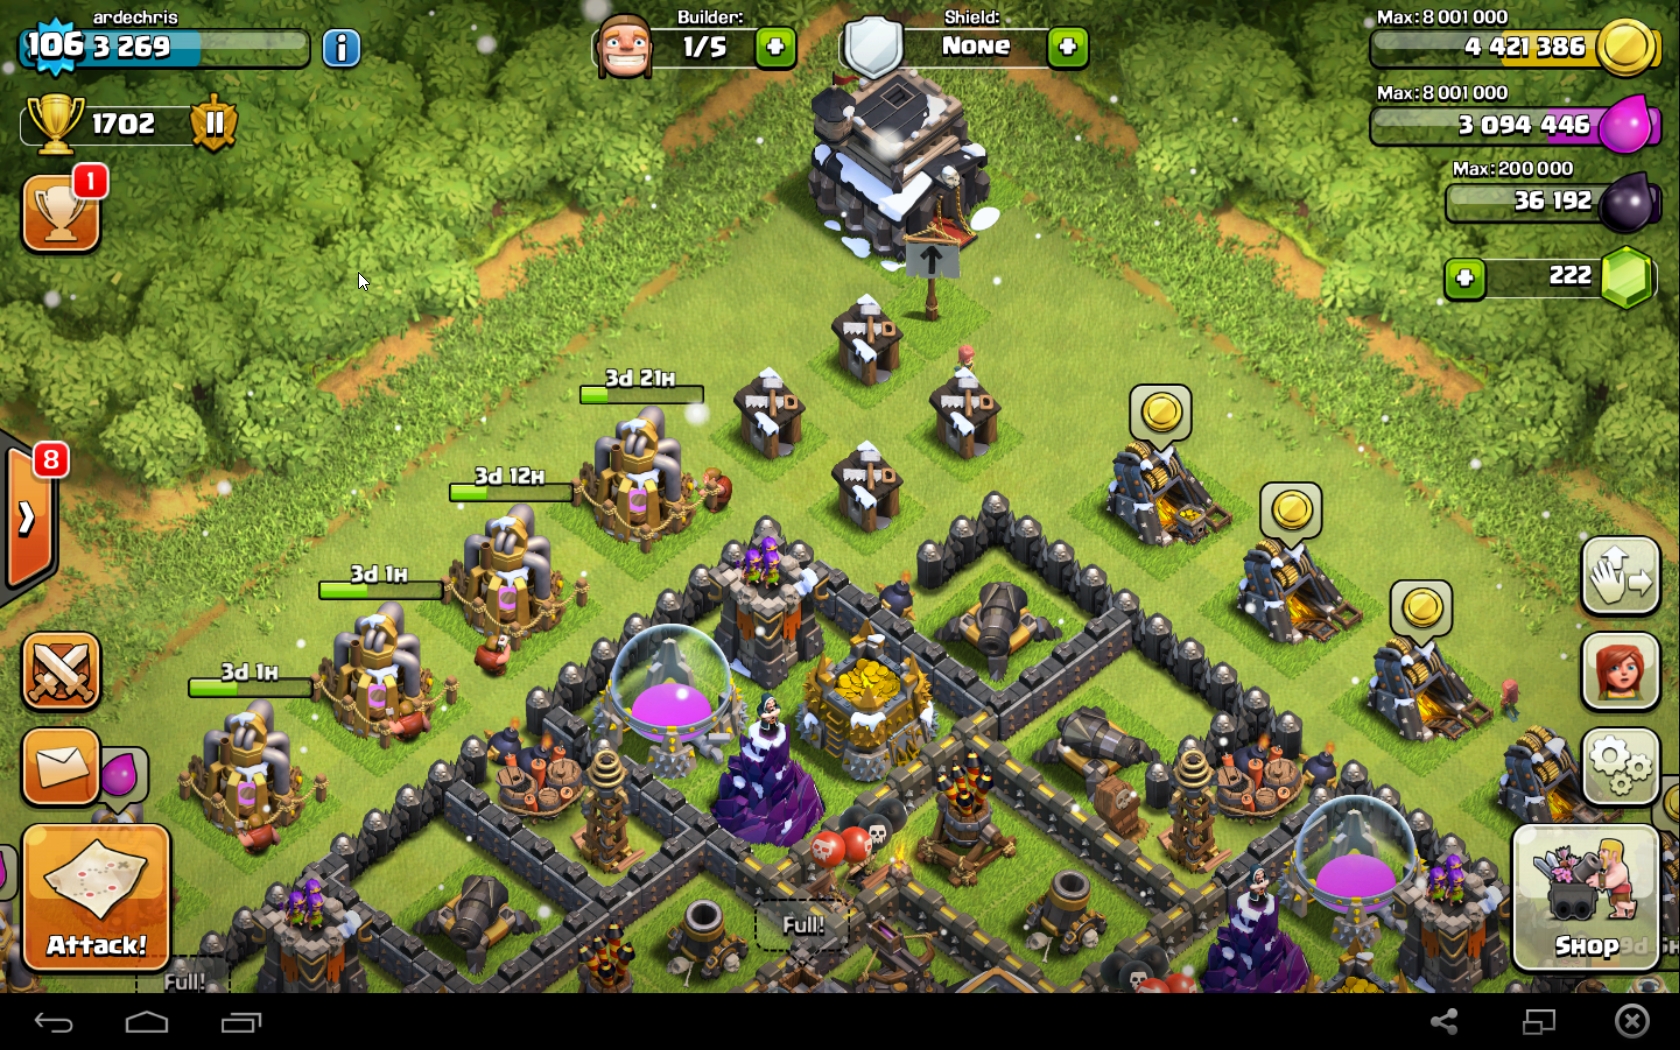 ardechris
106 3 269
i
Builder:
1/5
Shield:
None
Max: 8 001 000
4 421 386
Max: 8 001 000
3 094 446
Max: 200 000
36 192
222
1702
II
1
8
3d 21H
3d 12H
3d 1H
3d 1H
Full!
Full!
Attack!
Shop